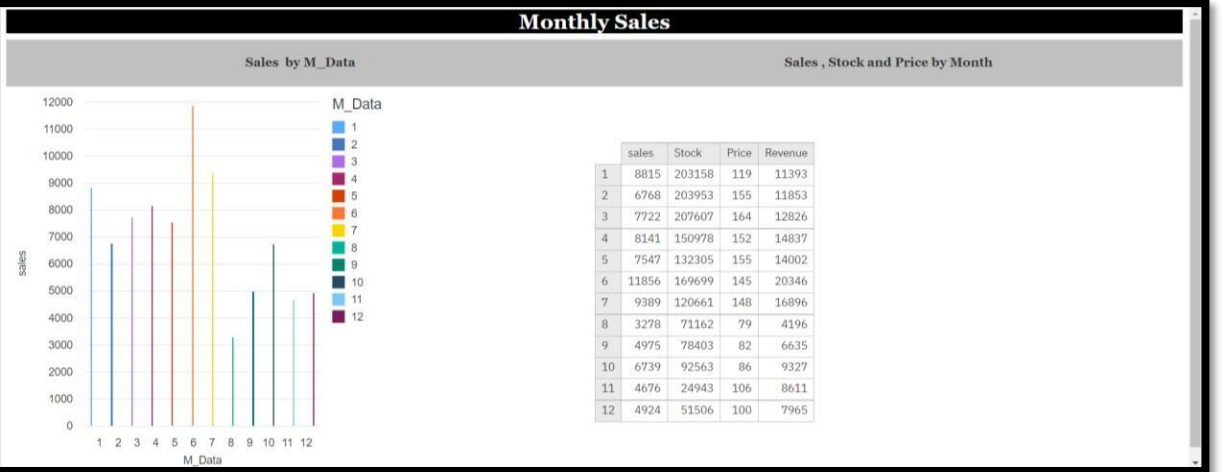 Monthly Sales
Sales by M_Data
Sales , Stock and Price by Month
12000
11000
10000
9000
8000
7000
6000
5000
4000
3000
2000
1000
0
sales
1 2 3 4 5 6 7 8 9 10 11 12
M_Data
M_Data
1
2
3
4
5
6
7
8
9
10
11
12
sales Stock Price Revenue
1 8815 203158 119 11393
2 6768 203953 155 11853
3 7722 207607 164 12826
4 8141 150978 152 14837
5 7547 132305 155 14002
6 11856 169699 145 20346
7 9389 120661 148 16896
8 3278 71162 79 4196
9 4975 78403 82 6635
10 6739 92563 86 9327
11 4676 24943 106 8611
12 4924 51506 100 7965